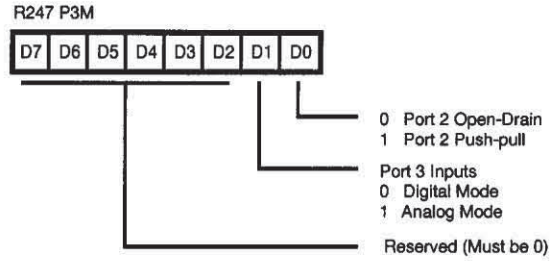 R247 P3M
D7 D6 D5 D4 D3 D2 D1 D0
0 Port 2 Open-Drain
1 Port 2 Push-pull
Port 3 Inputs
0 Digital Mode
1 Analog Mode
Reserved (Must be 0)